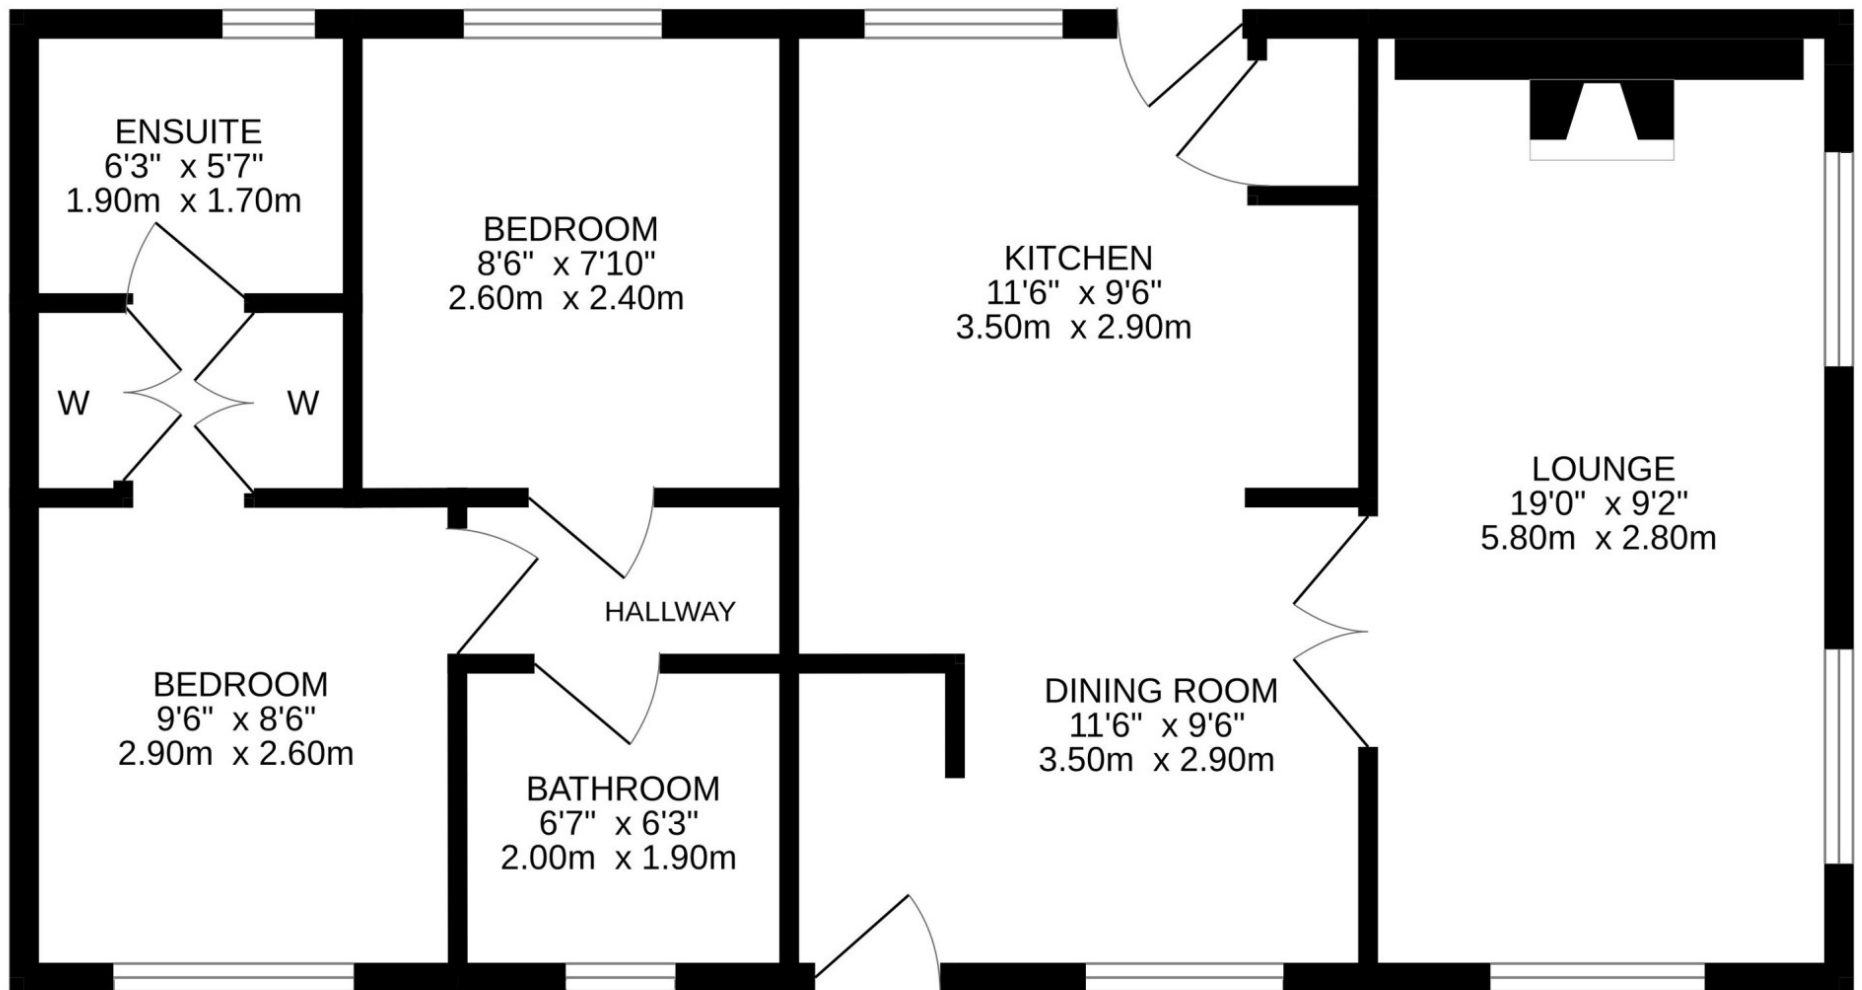 ENSUITE
6'3" x 5'7"
1.90m x 1.70m
BEDROOM
8'6" x 7'10"
2.60m x 2.40m
KITCHEN
11'6" x 9'6"
3.50m x 2.90m
W
W
LOUNGE
19'0" x 9'2"
5.80m x 2.80m
HALLWAY
BEDROOM
9'6" x 8'6"
2.90m x 2.60m
DINING ROOM
11'6" x 9'6"
3.50m x 2.90m
BATHROOM
6'7" x 6'3"
2.00m x 1.90m